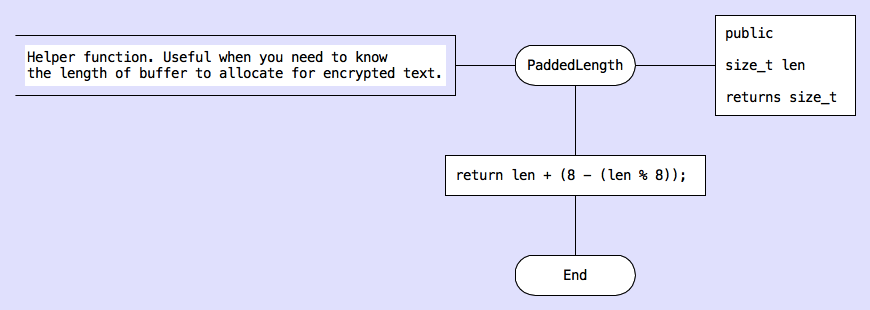 Helper function. Useful when you need to know
the length of buffer to allocate for encrypted text.
PaddedLength
public
size_t len
returns size_t
return len + (8 - (len % 8));
End